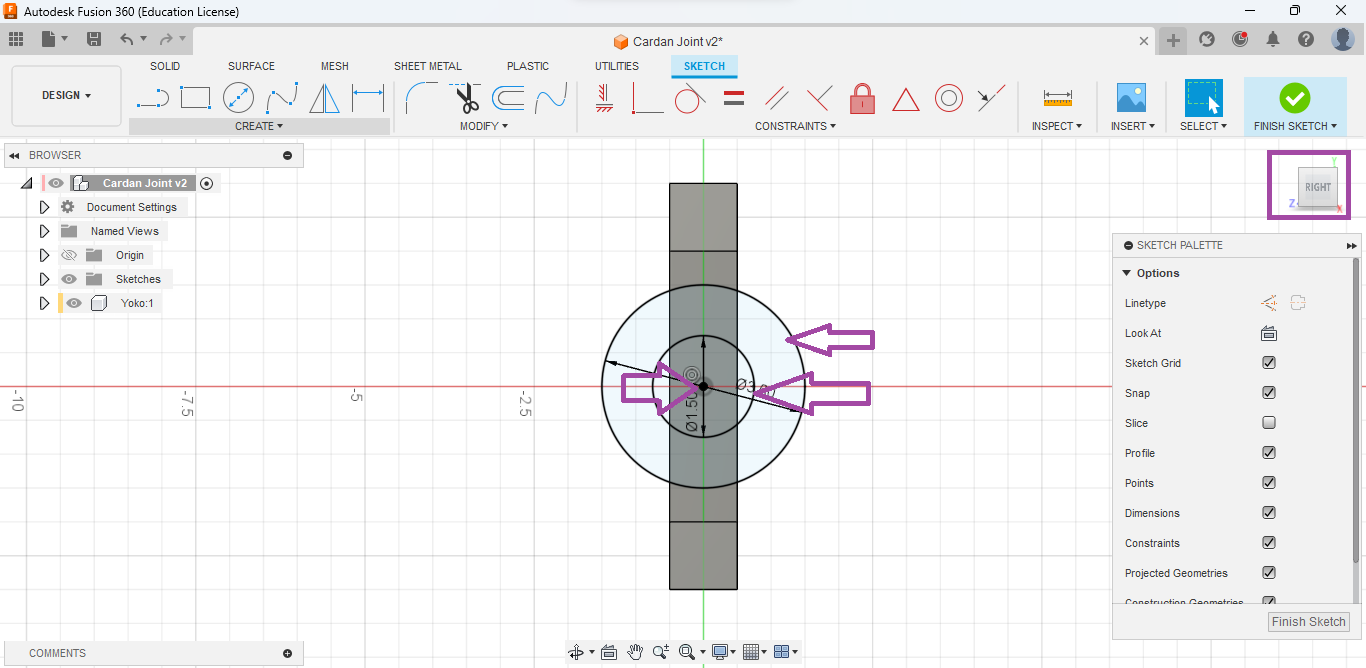 Autodesk Fusion 360 (Education License)
Cardan Joint v2*
DESIGN
SOLID SURFACE MESH SHEET METAL PLASTIC UTILITIES SKETCH
CREATE MODIFY CONSTRAINTS INSPECT INSERT SELECT FINISH SKETCH
BROWSER
Cardan Joint v2
Document Settings
Named Views
Origin
Sketches
Yoko:1
-10 -7.5 -5 -2.5
Ø1.50
Y
RIGHT
Z
X
SKETCH PALETTE
Options
Linetype
Look At
Sketch Grid
Snap
Slice
Profile
Points
Dimensions
Constraints
Projected Geometries
Construction Geometries
Finish Sketch
COMMENTS